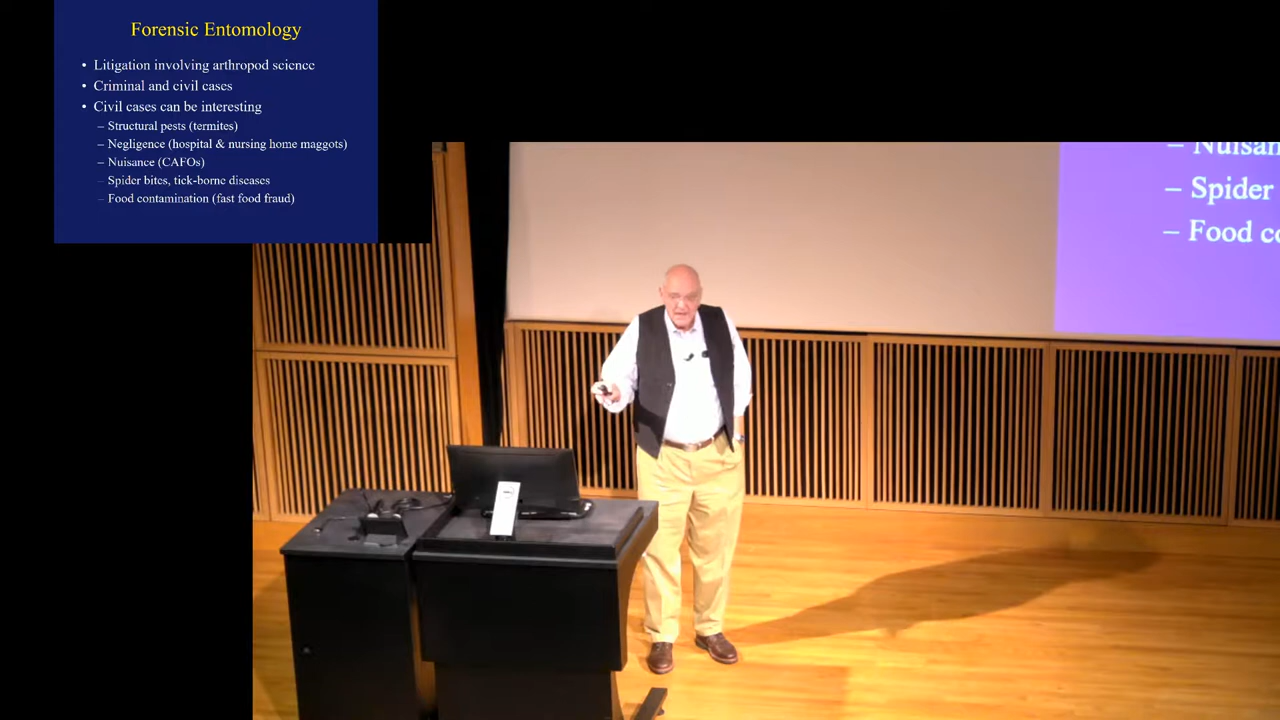 Forensic Entomology
• Litigation involving arthropod science
• Criminal and civil cases
• Civil cases can be interesting
– Structural pests (termites)
– Negligence (hospital & nursing home maggots)
– Nuisance (CAFOs)
– Spider bites, tick-borne diseases
– Food contamination (fast food fraud)
– Nuisan
– Spider
– Food co
DELL